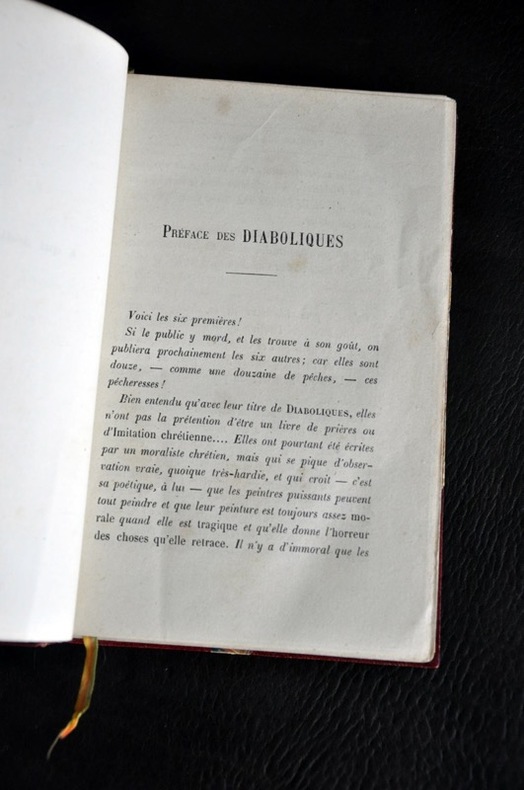 PRÉFACE DES DIABOLIQUES
Voici les six premières!
Si le public y mord, et les trouve à son goût, on
publiera prochainement les six autres; car elles sont
douze, — comme une douzaine de pêches, — ces
pécheresses!
Bien entendu qu'avec leur titre de DIABOLIQUES, elles
n'ont pas la prétention d'être un livre de prières ou
d'Imitation chrétienne.... Elles ont pourtant été écrites
par un moraliste chrétien, mais qui se pique d'obser-
vation vraie, quoique très-hardie, et qui croit — c'est
sa poétique, à lui — que les peintres puissants peuvent
tout peindre et que leur peinture est toujours assez mo-
rale quand elle est tragique et qu'elle donne l'horreur
des choses qu'elle retrace. Il n'y a d'immoral que les